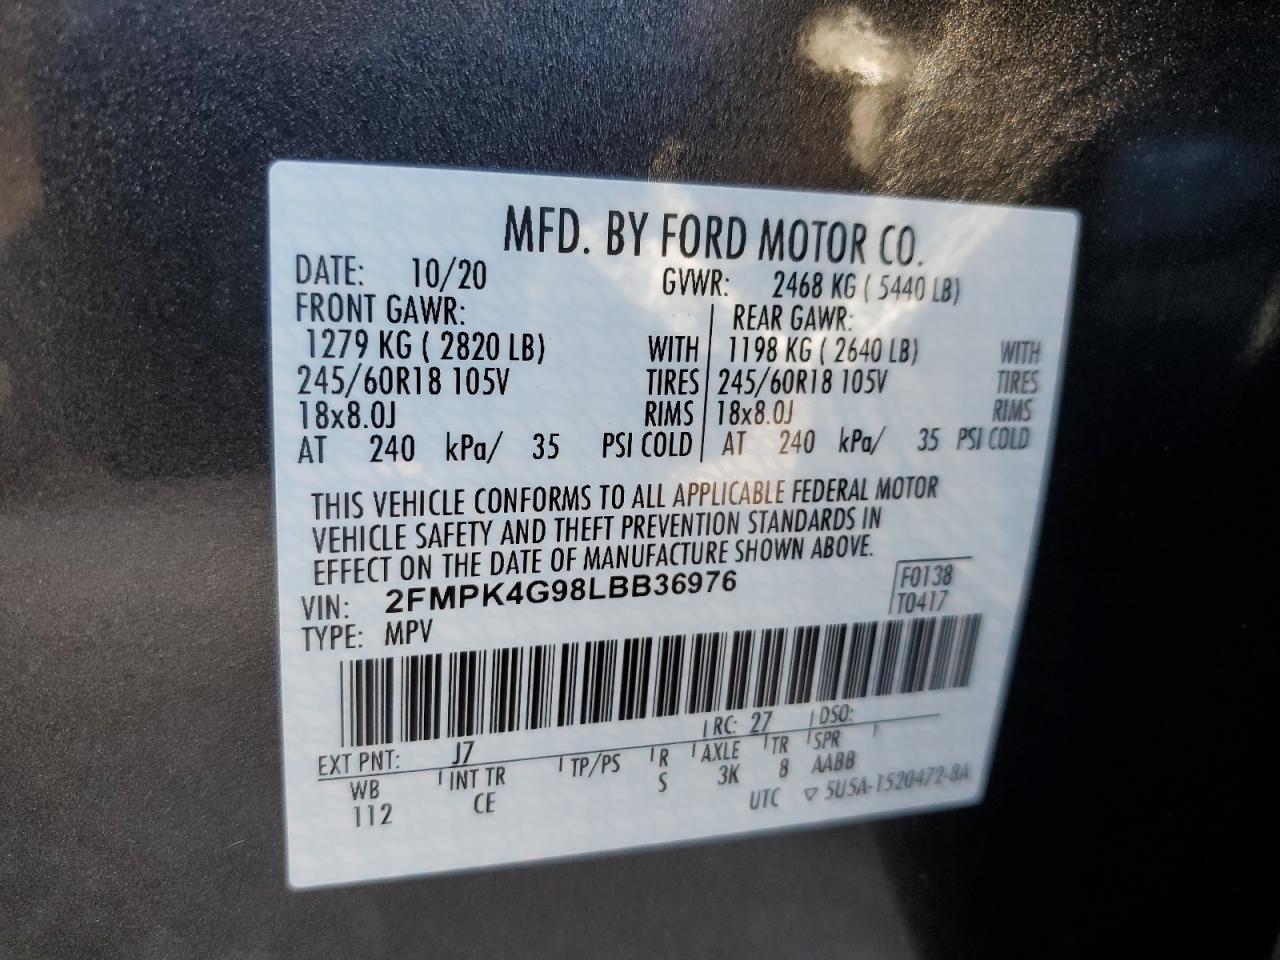 MFD. BY FORD MOTOR CO.
DATE: 10/20 GVWR: 2468 KG ( 5440 LB)
FRONT GAWR: REAR GAWR:
1279 KG ( 2820 LB) WITH 1198 KG ( 2640 LB) WITH
245/60R18 105V TIRES 245/60R18 105V TIRES
18x8.0J RIMS 18x8.0J RIMS
AT 240 kPa/ 35 PSI COLD AT 240 kPa/ 35 PSI COLD
THIS VEHICLE CONFORMS TO ALL APPLICABLE FEDERAL MOTOR
VEHICLE SAFETY AND THEFT PREVENTION STANDARDS IN
EFFECT ON THE DATE OF MANUFACTURE SHOWN ABOVE.
VIN: 2FMPK4G98LBB36976 F0138
TYPE: MPV T0417
EXT PNT: J7 RC: 27 DSO:
WB INT TR TP/PS R AXLE TR SPR
112 CE S 3K 8 AABB
UTC ▽ 5U5A-1520472-BA